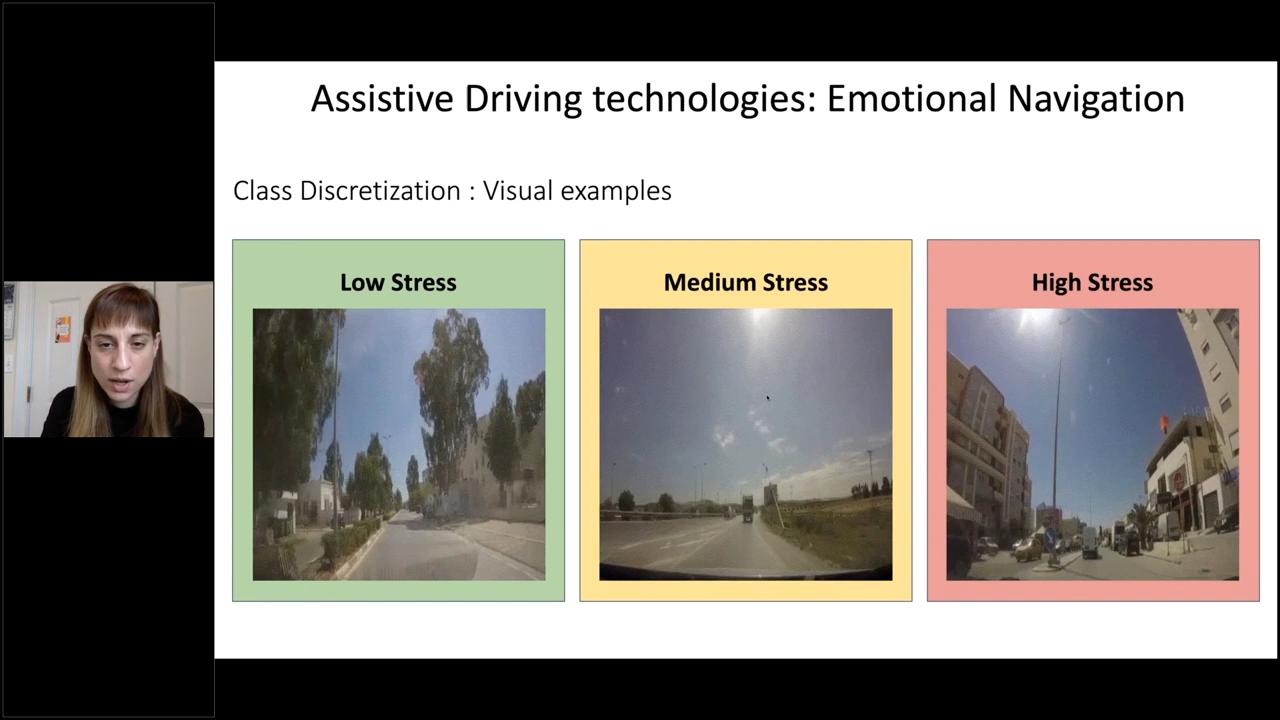 Assistive Driving technologies: Emotional Navigation
Class Discretization : Visual examples
Low Stress
Medium Stress
High Stress